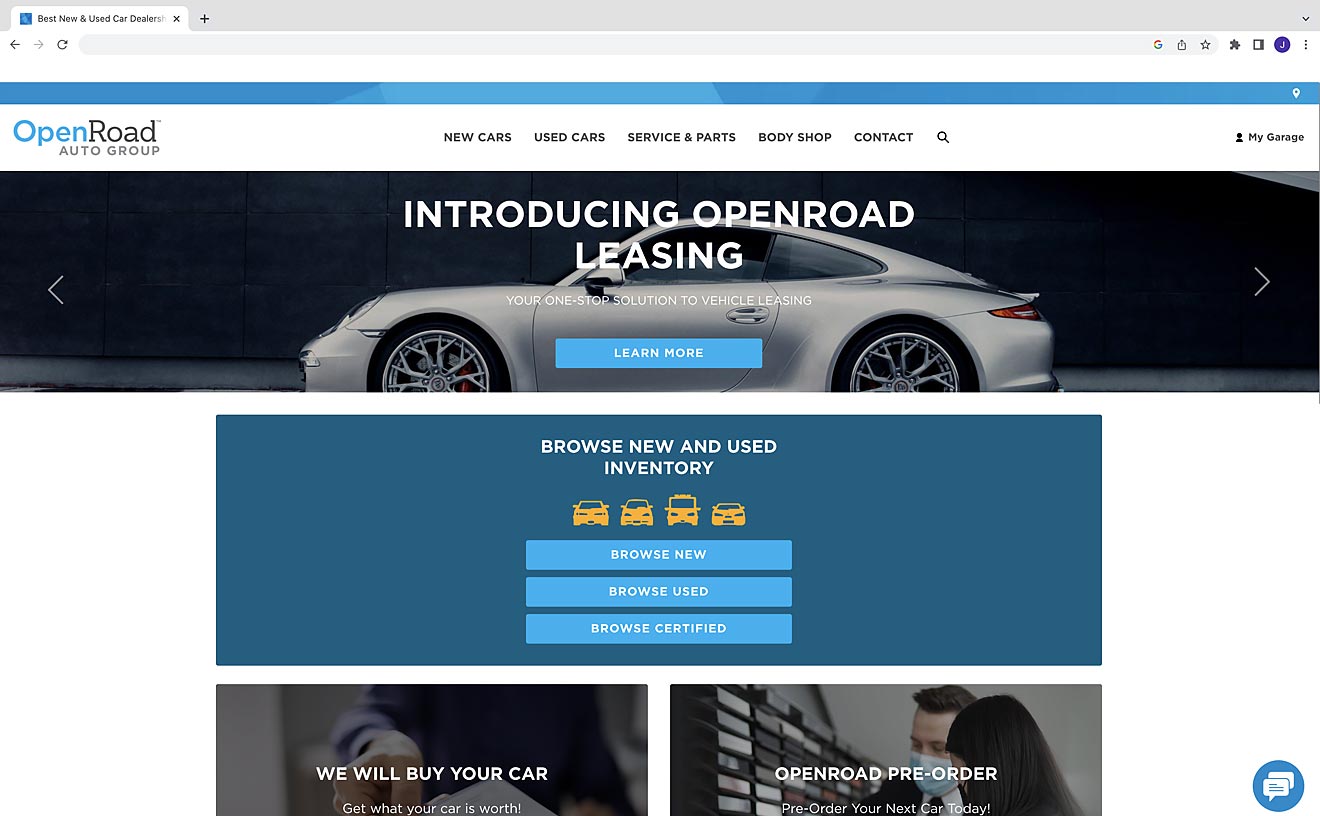 Best New & Used Car Dealersh
J
OpenRoad™
AUTO GROUP
NEW CARS
USED CARS
SERVICE & PARTS
BODY SHOP
CONTACT
My Garage
INTRODUCING OPENROAD
LEASING
YOUR ONE-STOP SOLUTION TO VEHICLE LEASING
LEARN MORE
BROWSE NEW AND USED
INVENTORY
BROWSE NEW
BROWSE USED
BROWSE CERTIFIED
WE WILL BUY YOUR CAR
Get what your car is worth!
OPENROAD PRE-ORDER
Pre-Order Your Next Car Today!